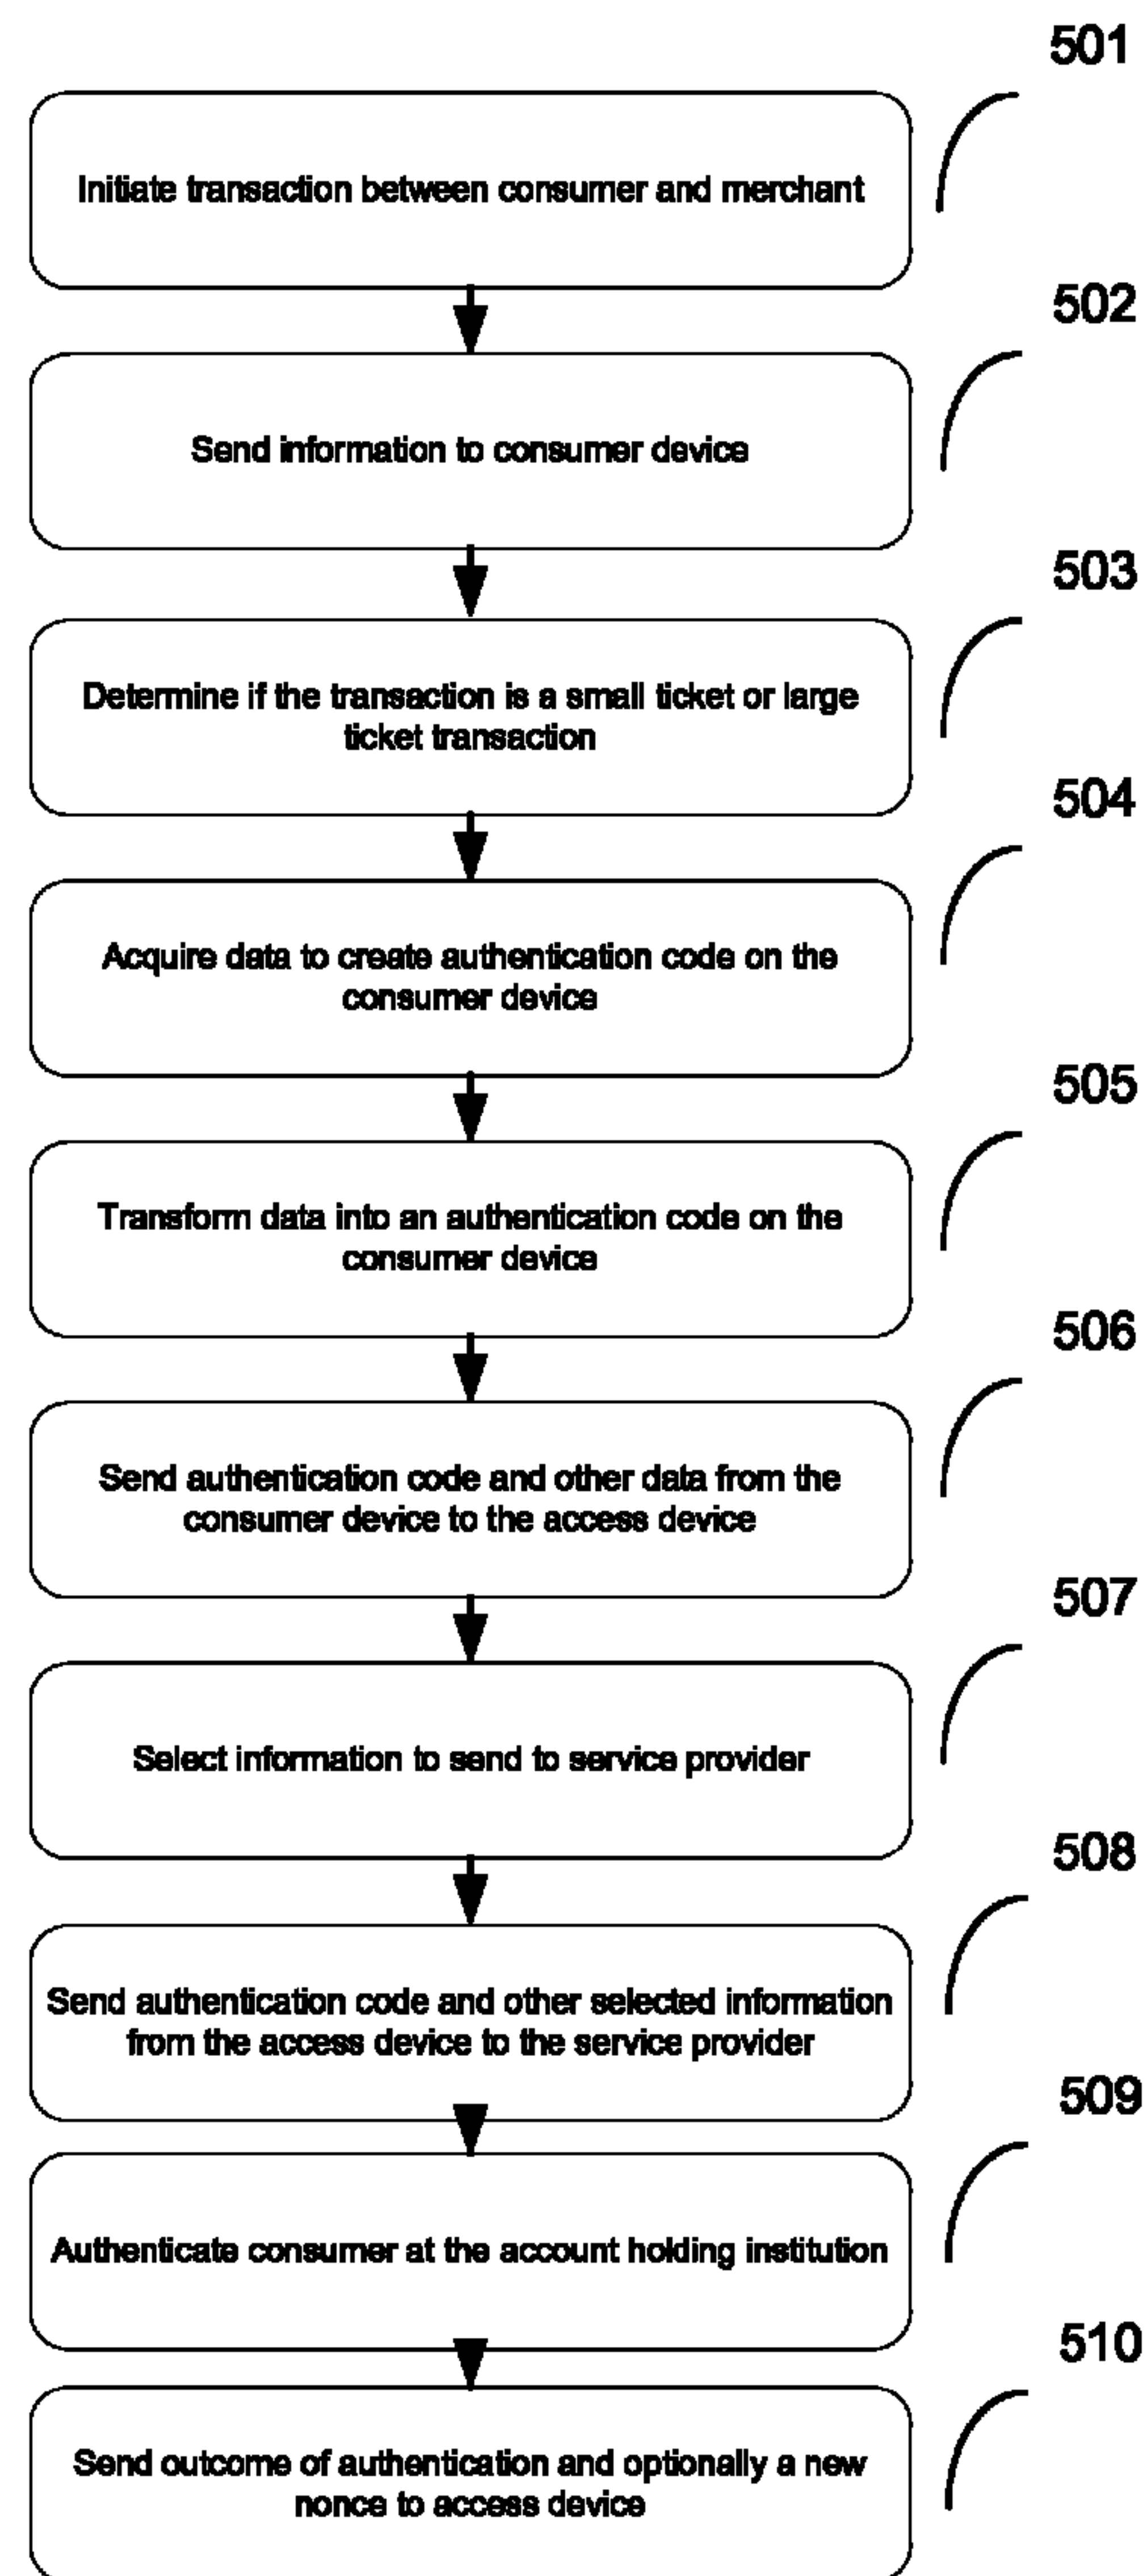 501
Initiate transaction between consumer and merchant
502
Send information to consumer device
503
Determine if the transaction is a small ticket or large
ticket transaction
504
Acquire data to create authentication code on the
consumer device
505
Transform data into an authentication code on the
consumer device
506
Send authentication code and other data from the
consumer device to the access device
507
Select information to send to service provider
508
Send authentication code and other selected information
from the access device to the service provider
509
Authenticate consumer at the account holding institution
510
Send outcome of authentication and optionally a new
nonce to access device